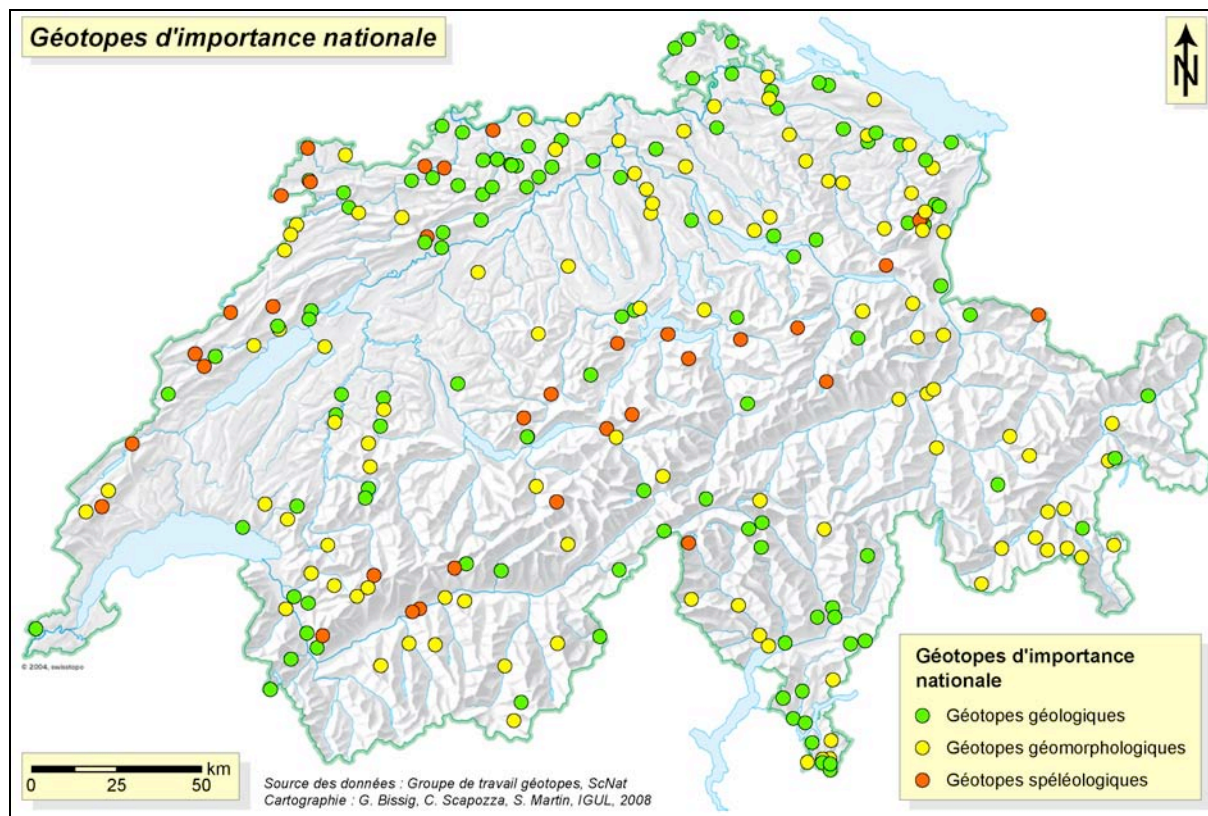 Géotopes d'importance nationale
N
© 2004, swisstopo
Géotopes d'importance
nationale
Géotopes géologiques
Géotopes géomorphologiques
Géotopes spéléologiques
km
0 25 50
Source des données : Groupe de travail géotopes, ScNat
Cartographie : G. Bissig, C. Scapozza, S. Martin, IGUL, 2008